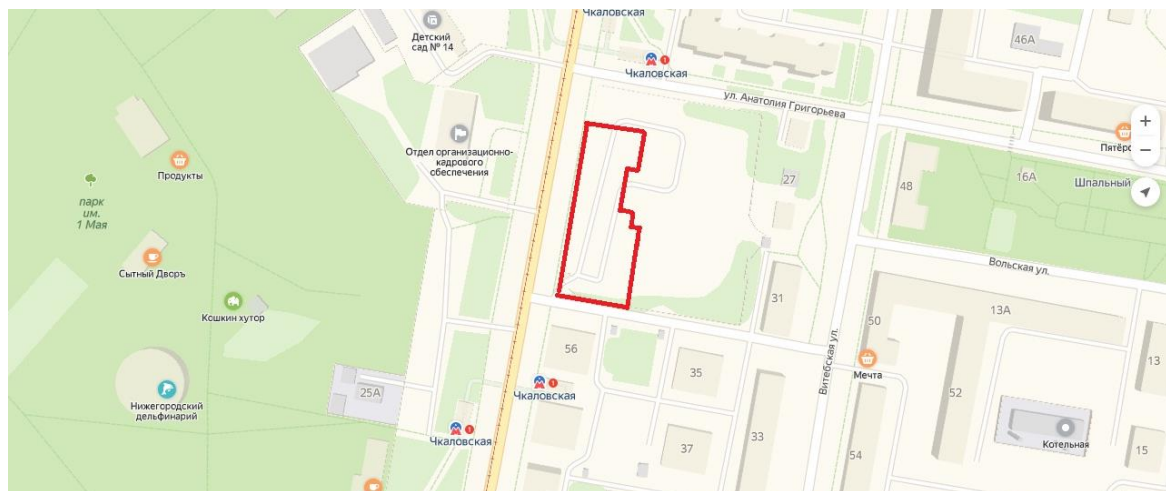 Чкаловская
Детский
сад № 14
46А
Чкаловская
ул. Анатолия Григорьева
Отдел организационно-
кадрового
обеспечения
Продукты
+
Пятёро
−
парк
им.
1 Мая
27
48
16А
Шпальный
Сытный Дворъ
Вольская ул.
Кошкин хутор
31
50
13А
56
Витебская ул.
Мечта
13
35
25А
Чкаловская
52
Нижегородский
дельфинарий
Чкаловская
37
33
54
Котельная
15